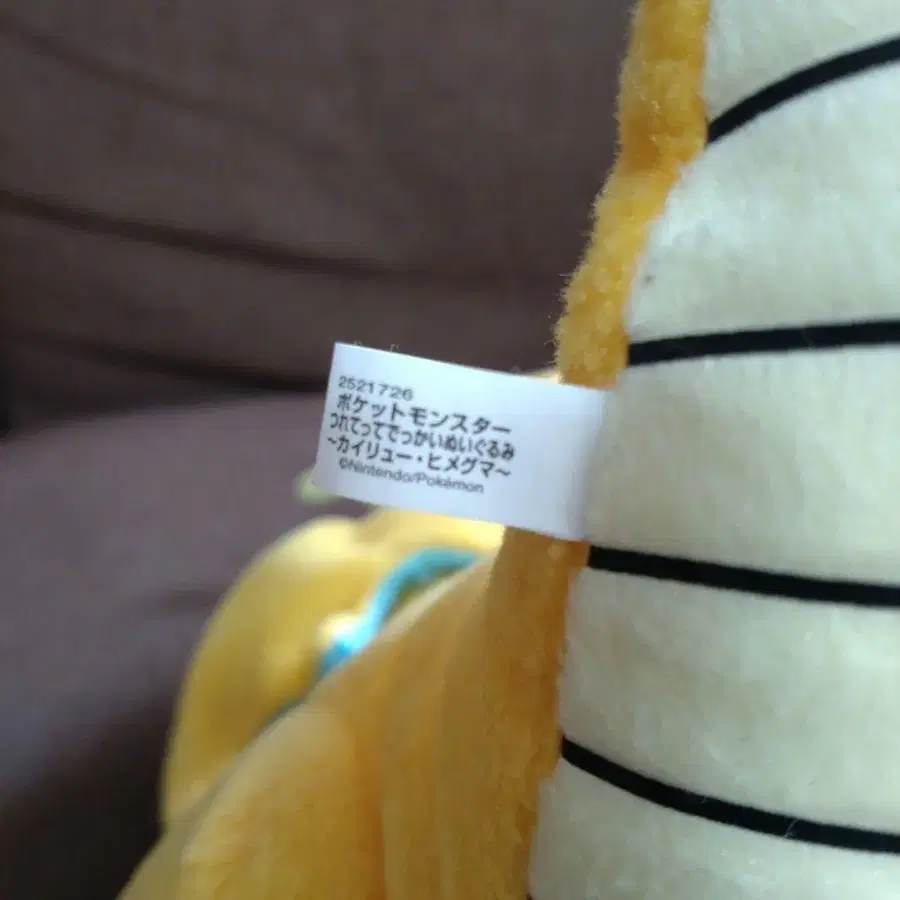 2521726
ポケットモンスター
つれてってでっかいぬいぐるみ
~カイリュー・ヒメグマ~
©Nintendo/Pokémon